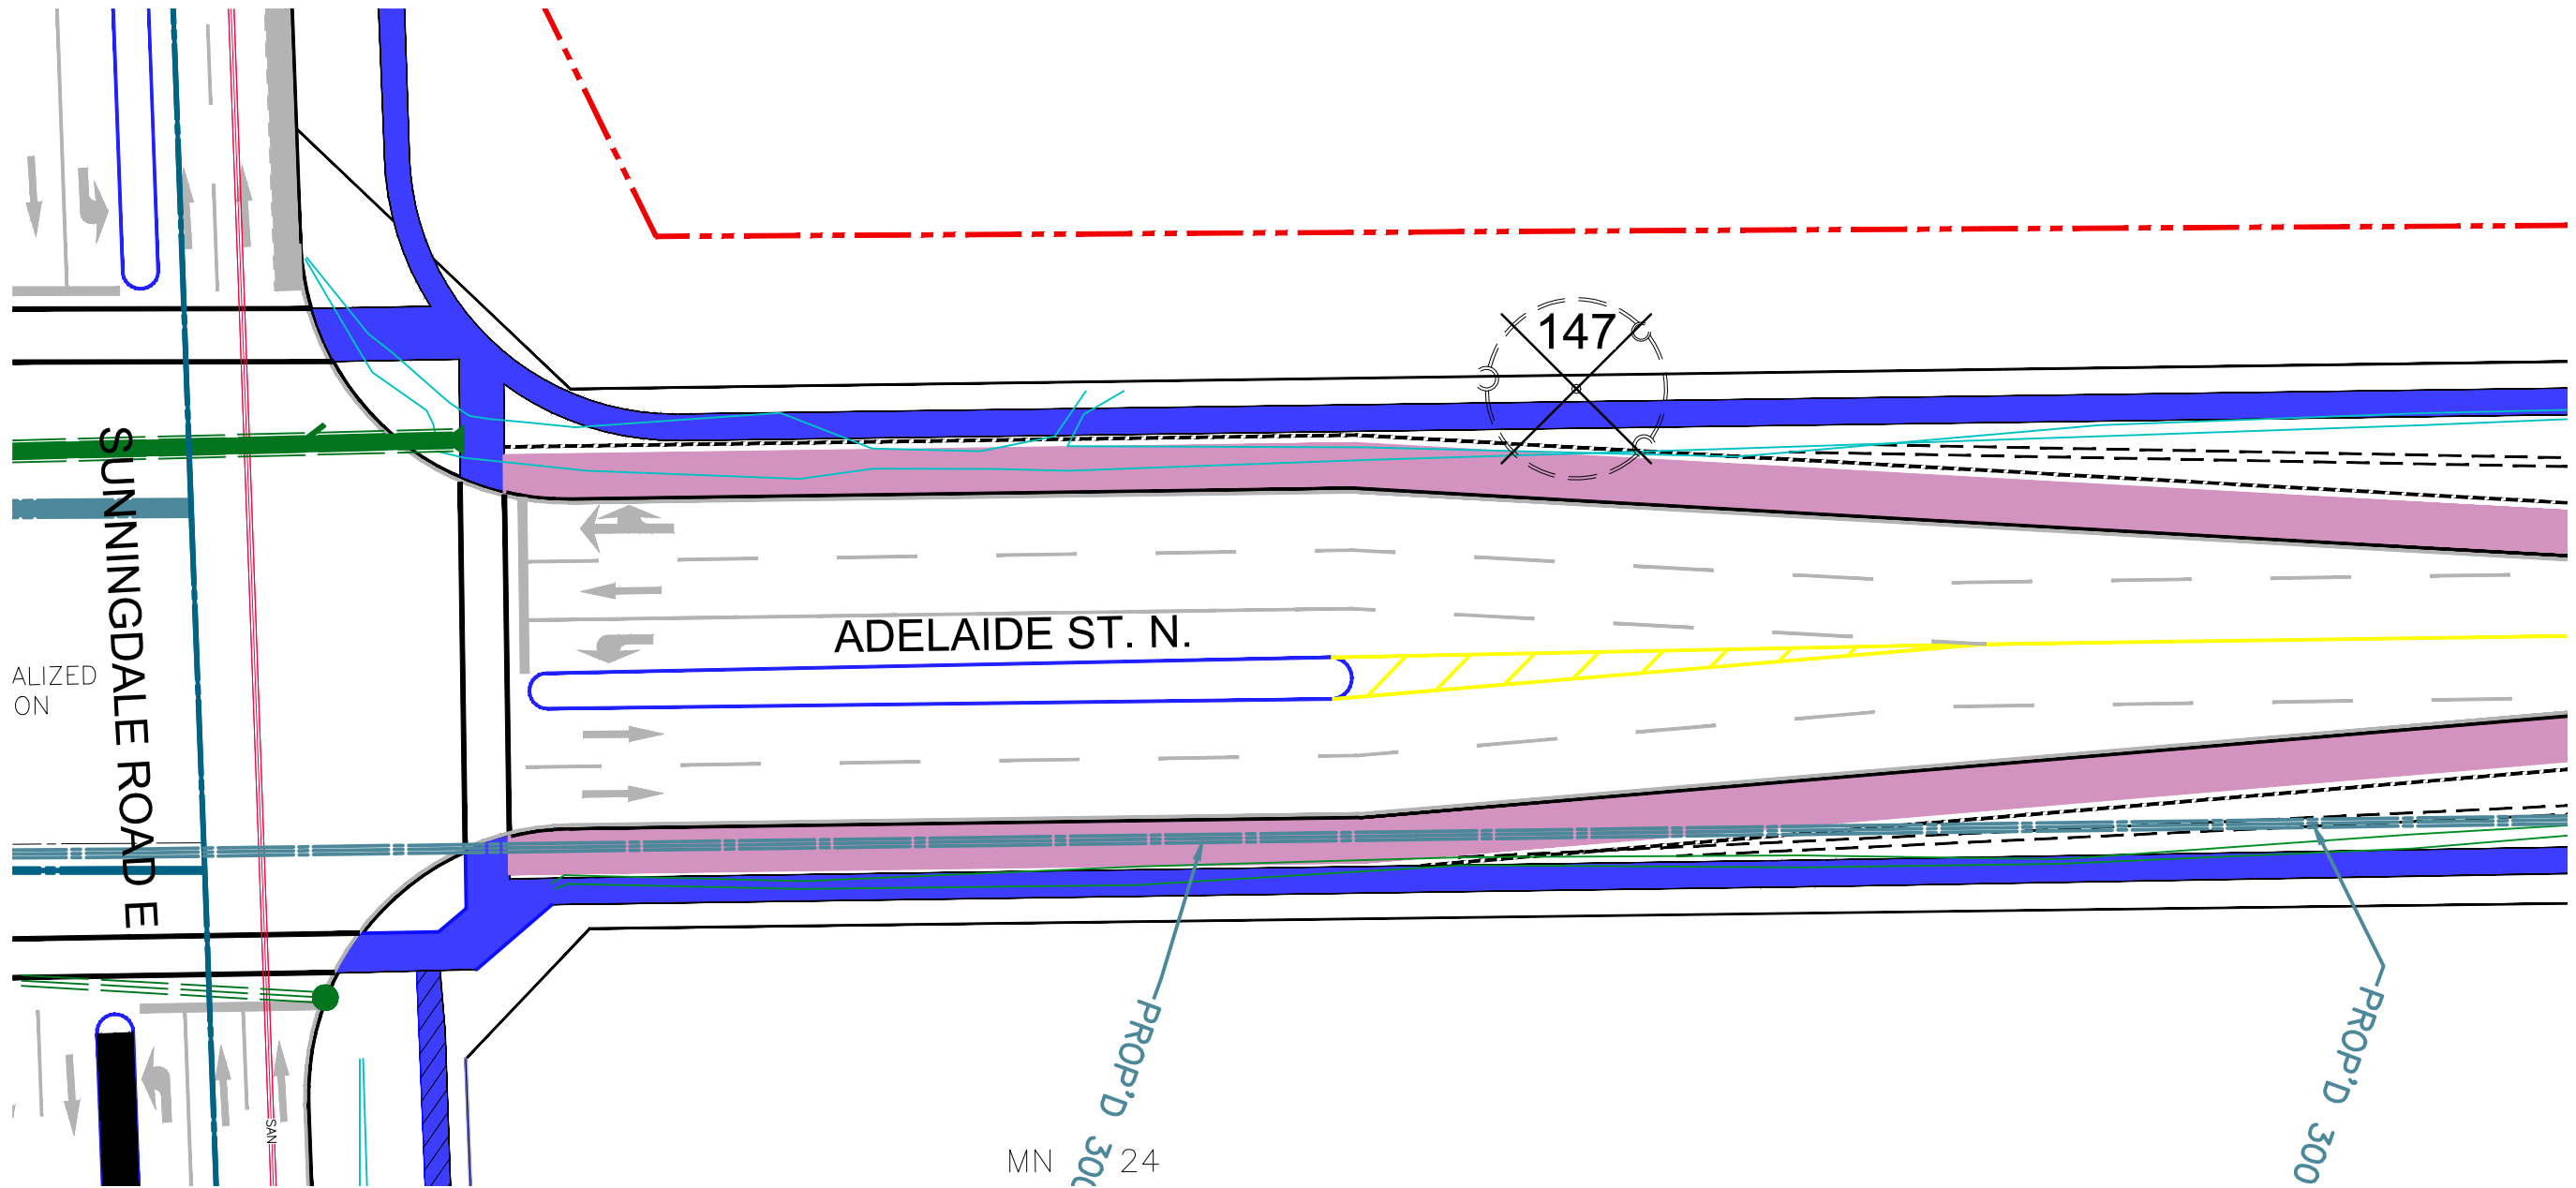 147
SUNNINGDALE ROAD E
ADELAIDE ST. N.
ALIZED
ON
SAN
PROP'D 300
PROP'D 300
MN 24